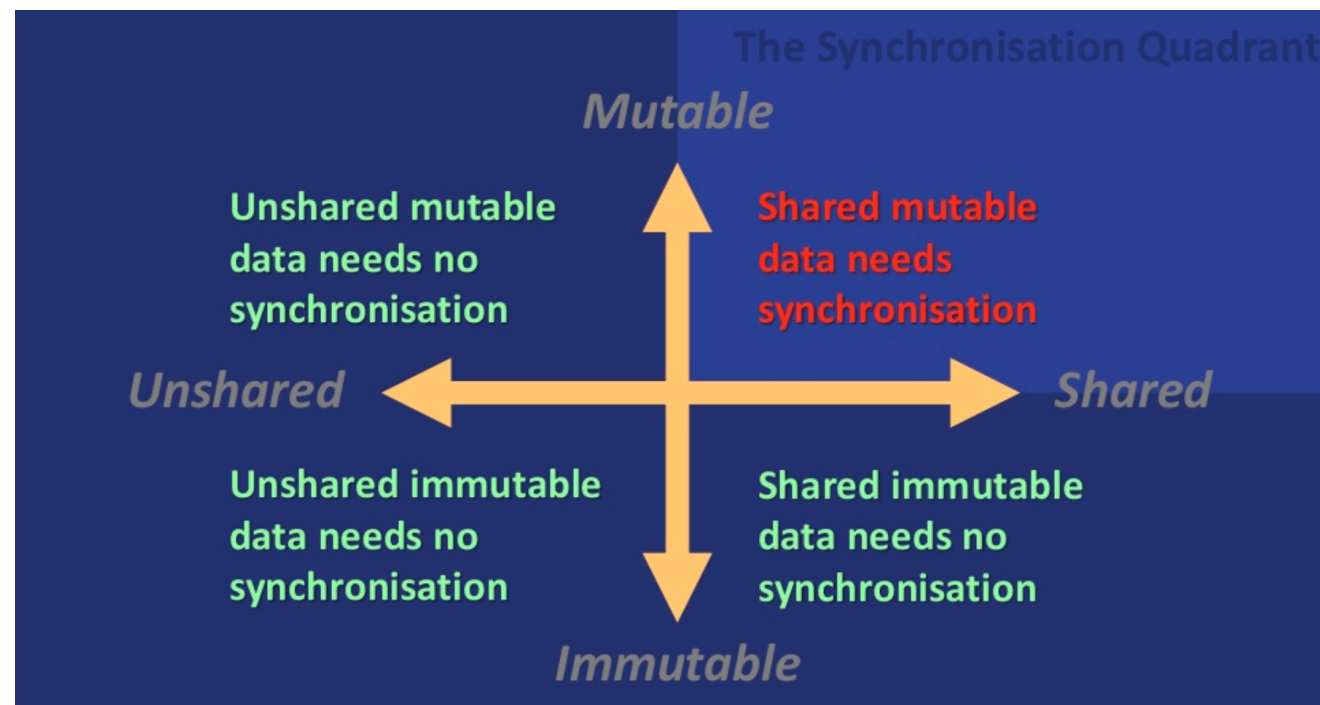 The Synchronisation Quadrant
Mutable
Unshared mutable
data needs no
synchronisation
Shared mutable
data needs
synchronisation
Unshared
Shared
Unshared immutable
data needs no
synchronisation
Shared immutable
data needs no
synchronisation
Immutable